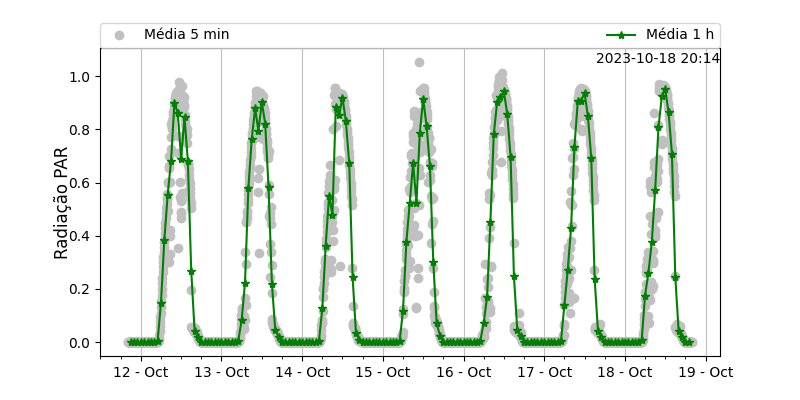 Média 5 min
Média 1 h
2023-10-18 20:14
Radiação PAR
1.0
0.8
0.6
0.4
0.2
0.0
12 - Oct
13 - Oct
14 - Oct
15 - Oct
16 - Oct
17 - Oct
18 - Oct
19 - Oct